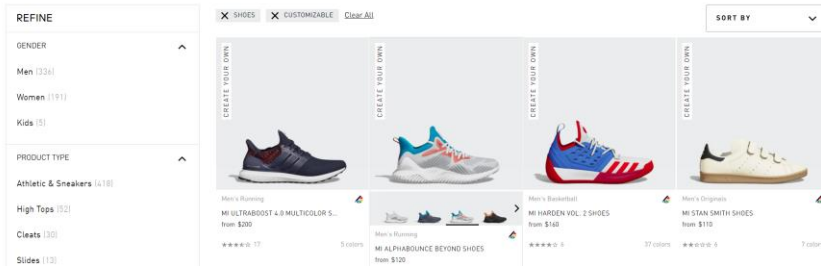 REFINE
GENDER
Men (336)
Women (191)
Kids (5)
PRODUCT TYPE
Athletic & Sneakers (418)
High Tops (52)
Cleats (30)
Slides (13)
SHOES
CUSTOMIZABLE
Clear All
SORT BY
CREATE YOUR OWN
Men's Running
MI ULTRABOOST 4.0 MULTICOLOR S...
from $200
17
5 colors
CREATE YOUR OWN
Men's Running
MI ALPHABOUNCE BEYOND SHOES
from $120
CREATE YOUR OWN
Men's Basketball
MI HARDEN VOL. 2 SHOES
from $160
6
37 colors
CREATE YOUR OWN
Men's Originals
MI STAN SMITH SHOES
from $110
6
7 color